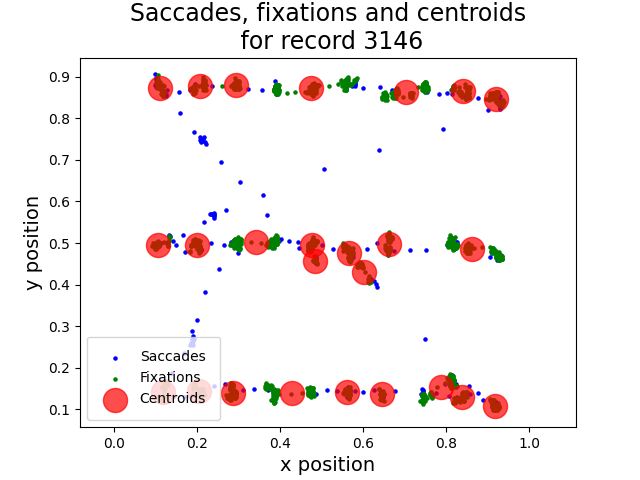 Saccades, fixations and centroids
for record 3146
0.9
0.8
0.7
0.6
0.5
0.4
0.3
0.2
0.1
y position
Saccades
Fixations
Centroids
0.0 0.2 0.4 0.6 0.8 1.0
x position